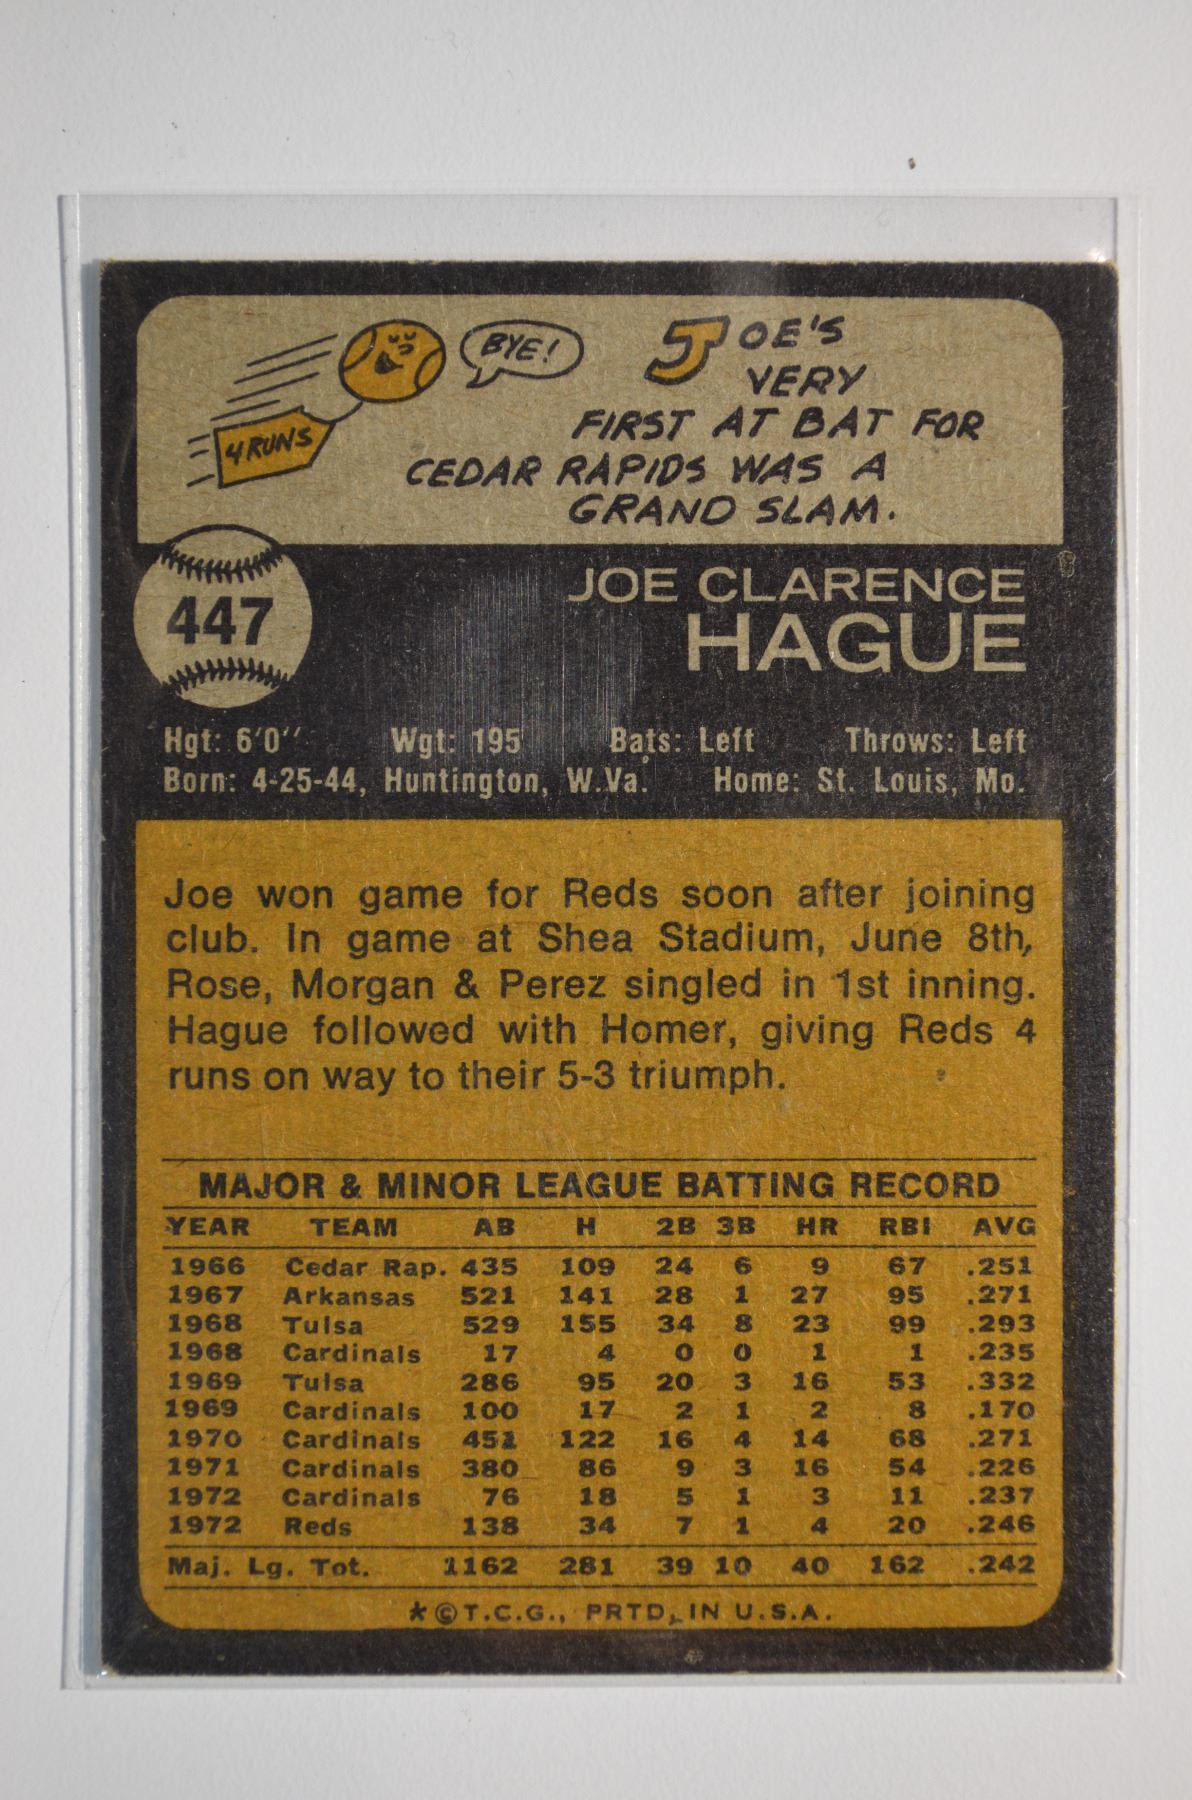 BYE!
4 RUNS
JOE'S
VERY
FIRST AT BAT FOR
CEDAR RAPIDS WAS A
GRAND SLAM.
447
JOE CLARENCE
HAGUE
Hgt: 6'0'' Wgt: 195 Bats: Left Throws: Left
Born: 4-25-44, Huntington, W.Va. Home: St. Louis, Mo.
Joe won game for Reds soon after joining
club. In game at Shea Stadium, June 8th,
Rose, Morgan & Perez singled in 1st inning.
Hague followed with Homer, giving Reds 4
runs on way to their 5-3 triumph.
MAJOR & MINOR LEAGUE BATTING RECORD
YEAR TEAM AB H 2B 3B HR RBI AVG
1966 Cedar Rap. 435 109 24 6 9 67 .251
1967 Arkansas 521 141 28 1 27 95 .271
1968 Tulsa 529 155 34 8 23 99 .293
1968 Cardinals 17 4 0 0 1 1 .235
1969 Tulsa 286 95 20 3 16 53 .332
1969 Cardinals 100 17 2 1 2 8 .170
1970 Cardinals 451 122 16 4 14 68 .271
1971 Cardinals 380 86 9 3 16 54 .226
1972 Cardinals 76 18 5 1 3 11 .237
1972 Reds 138 34 7 1 4 20 .246
Maj. Lg. Tot. 1162 281 39 10 40 162 .242
*© T.C.G., PRTD, IN U.S.A.